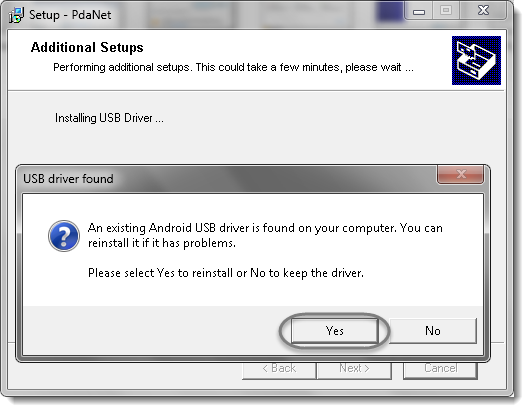 Setup - PdaNet
Additional Setups
Performing additional setups. This could take a few minutes, please wait ...
Installing USB Driver ...
USB driver found
An existing Android USB driver is found on your computer. You can
reinstall it if it has problems.
Please select Yes to reinstall or No to keep the driver.
Yes
No
< Back
Next >
Cancel